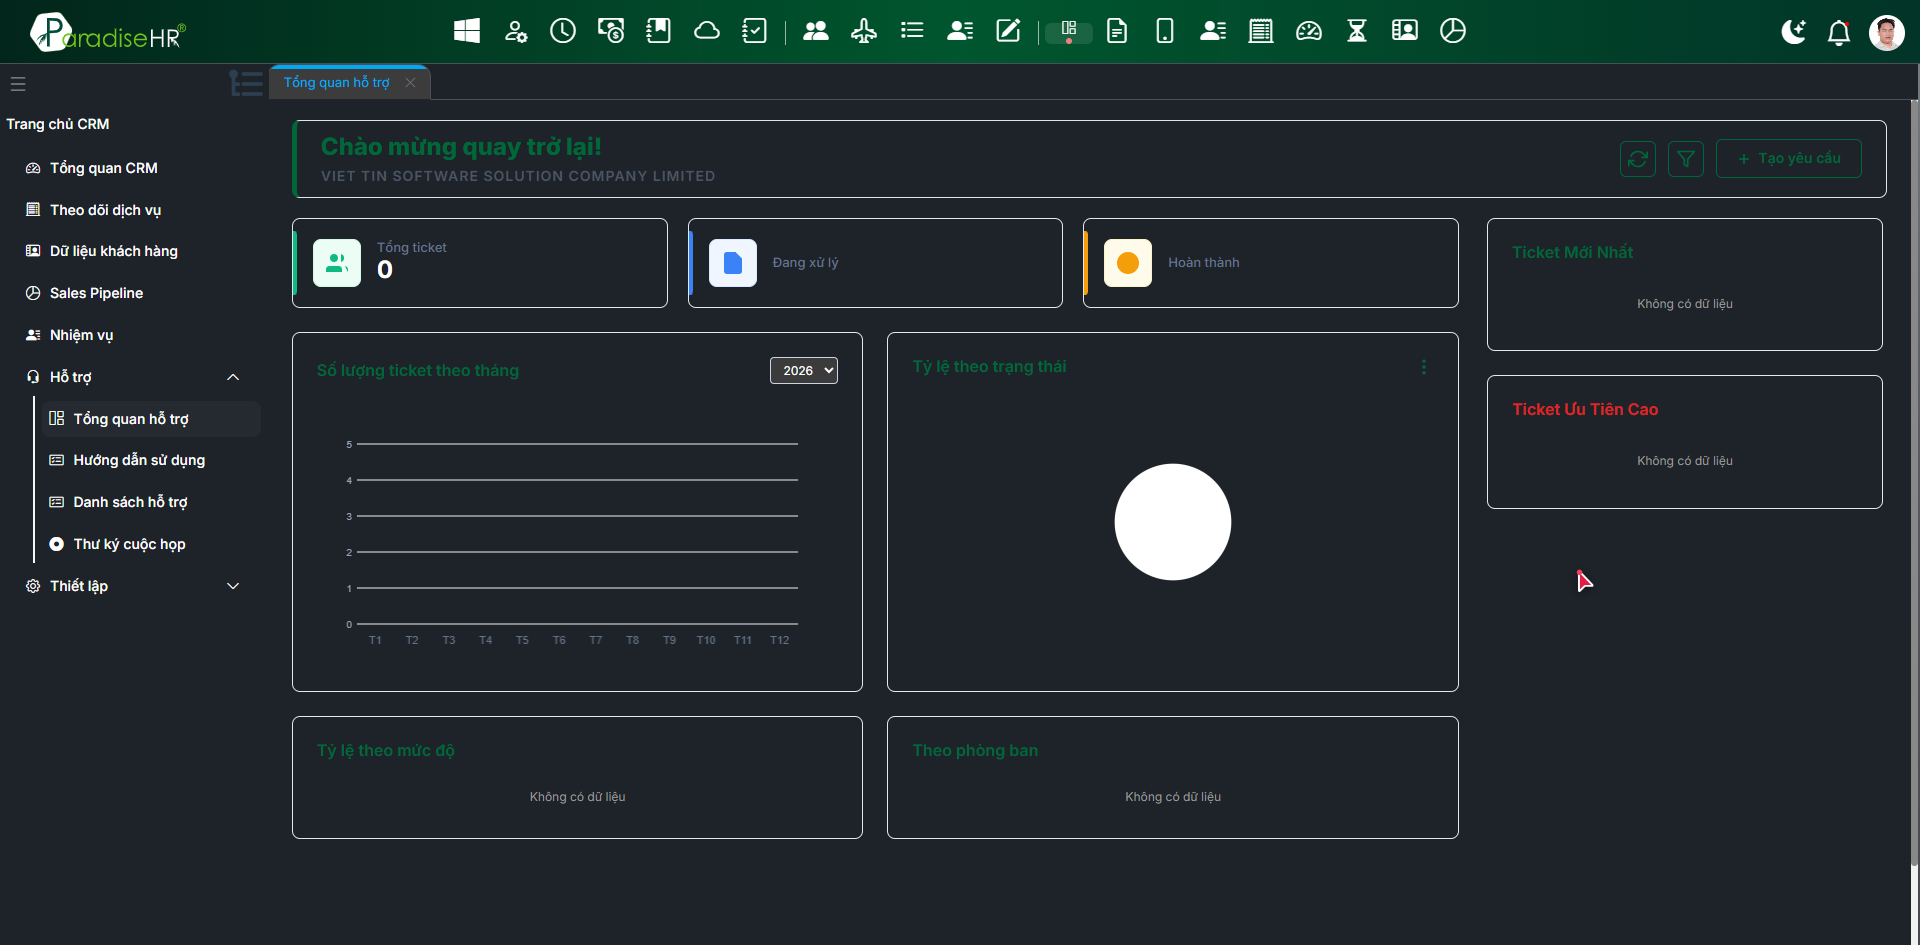 ParadiseHR®
Tổng quan hỗ trợ
Trang chủ CRM
Tổng quan CRM
Theo dõi dịch vụ
Dữ liệu khách hàng
Sales Pipeline
Nhiệm vụ
Hỗ trợ
Tổng quan hỗ trợ
Hướng dẫn sử dụng
Danh sách hỗ trợ
Thư ký cuộc họp
Thiết lập
Chào mừng quay trở lại!
VIET TIN SOFTWARE SOLUTION COMPANY LIMITED
+ Tạo yêu cầu
Tổng ticket
0
Đang xử lý
Hoàn thành
Ticket Mới Nhất
Không có dữ liệu
Số lượng ticket theo tháng
2026
5
4
3
2
1
0
T1 T2 T3 T4 T5 T6 T7 T8 T9 T10 T11 T12
Tỷ lệ theo trạng thái
Ticket Ưu Tiên Cao
Không có dữ liệu
Tỷ lệ theo mức độ
Không có dữ liệu
Theo phòng ban
Không có dữ liệu